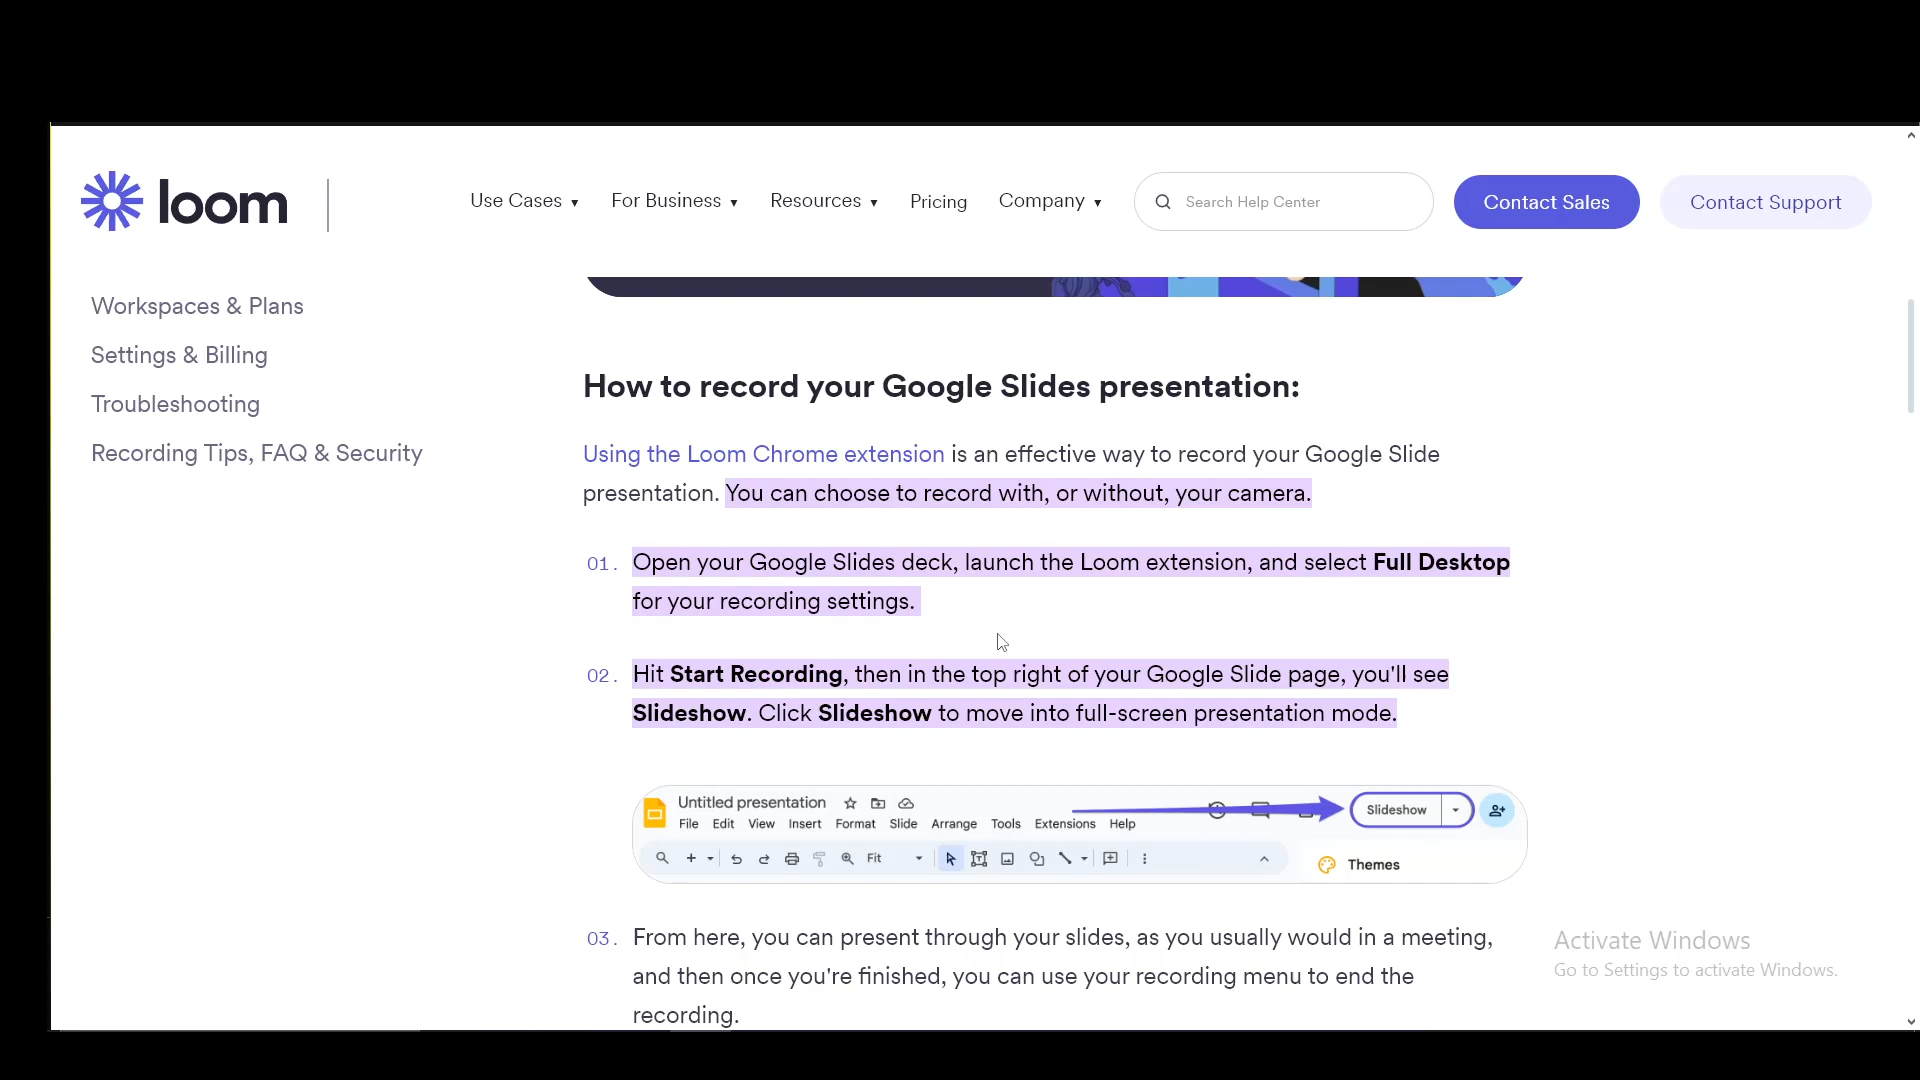 loom
Use Cases ▼ For Business ▼ Resources ▼ Pricing Company ▼ Search Help Center Contact Sales Contact Support
Workspaces & Plans
Settings & Billing
Troubleshooting
Recording Tips, FAQ & Security
How to record your Google Slides presentation:
Using the Loom Chrome extension is an effective way to record your Google Slide
presentation. You can choose to record with, or without, your camera.
01. Open your Google Slides deck, launch the Loom extension, and select Full Desktop
for your recording settings.
02. Hit Start Recording, then in the top right of your Google Slide page, you'll see
Slideshow. Click Slideshow to move into full-screen presentation mode.
Untitled presentation
Slideshow
File Edit View Insert Format Slide Arrange Tools Extensions Help
Fit
Themes
03. From here, you can present through your slides, as you usually would in a meeting,
and then once you're finished, you can use your recording menu to end the
recording.
Activate Windows
Go to Settings to activate Windows.